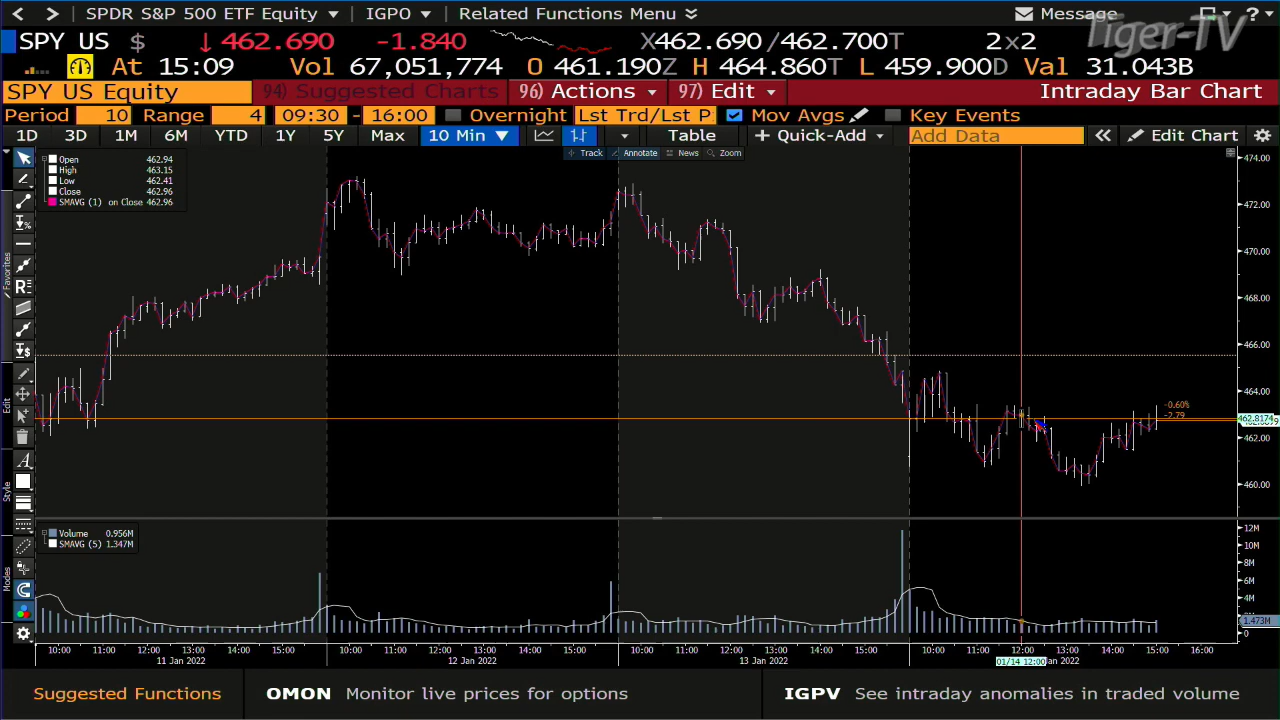 SPDR S&P 500 ETF Equity IGPO Related Functions Menu Message ?
Tiger-TV
SPY US $ ↓ 462.690 -1.840 X462.690 /462.700T 2x2
At 15:09 Vol 67,051,774 O 461.190Z H 464.860T L 459.900D Val 31.043B
SPY US Equity 94) Suggested Charts 96) Actions 97) Edit Intraday Bar Chart
Period 10 Range 4 09:30 - 16:00 Overnight Lst Trd/Lst P Mov Avgs Key Events
1D 3D 1M 6M YTD 1Y 5Y Max 10 Min ▼ Table + Quick-Add Add Data « Edit Chart
Track Annotate News Zoom
Open 462.94
High 463.15
Low 462.41
Close 462.96
SMAVG (1) on Close 462.96
474.00
472.00
470.00
468.00
466.00
464.00
462.00
460.00
-0.60%
-2.79
462.8174
Favorites
Edit
Style
Modes
Volume 0.956M
SMAVG (5) 1.347M
12M
10M
8M
6M
4M
1.473M
0
10:00 11:00 12:00 13:00 14:00 15:00 10:00 11:00 12:00 13:00 14:00 15:00 10:00 11:00 12:00 13:00 14:00 15:00 10:00 11:00 12:00 13:00 14:00 15:00 16:00
11 Jan 2022 12 Jan 2022 13 Jan 2022 01/14 12:00 an 2022
Suggested Functions OMON Monitor live prices for options IGPV See intraday anomalies in traded volume